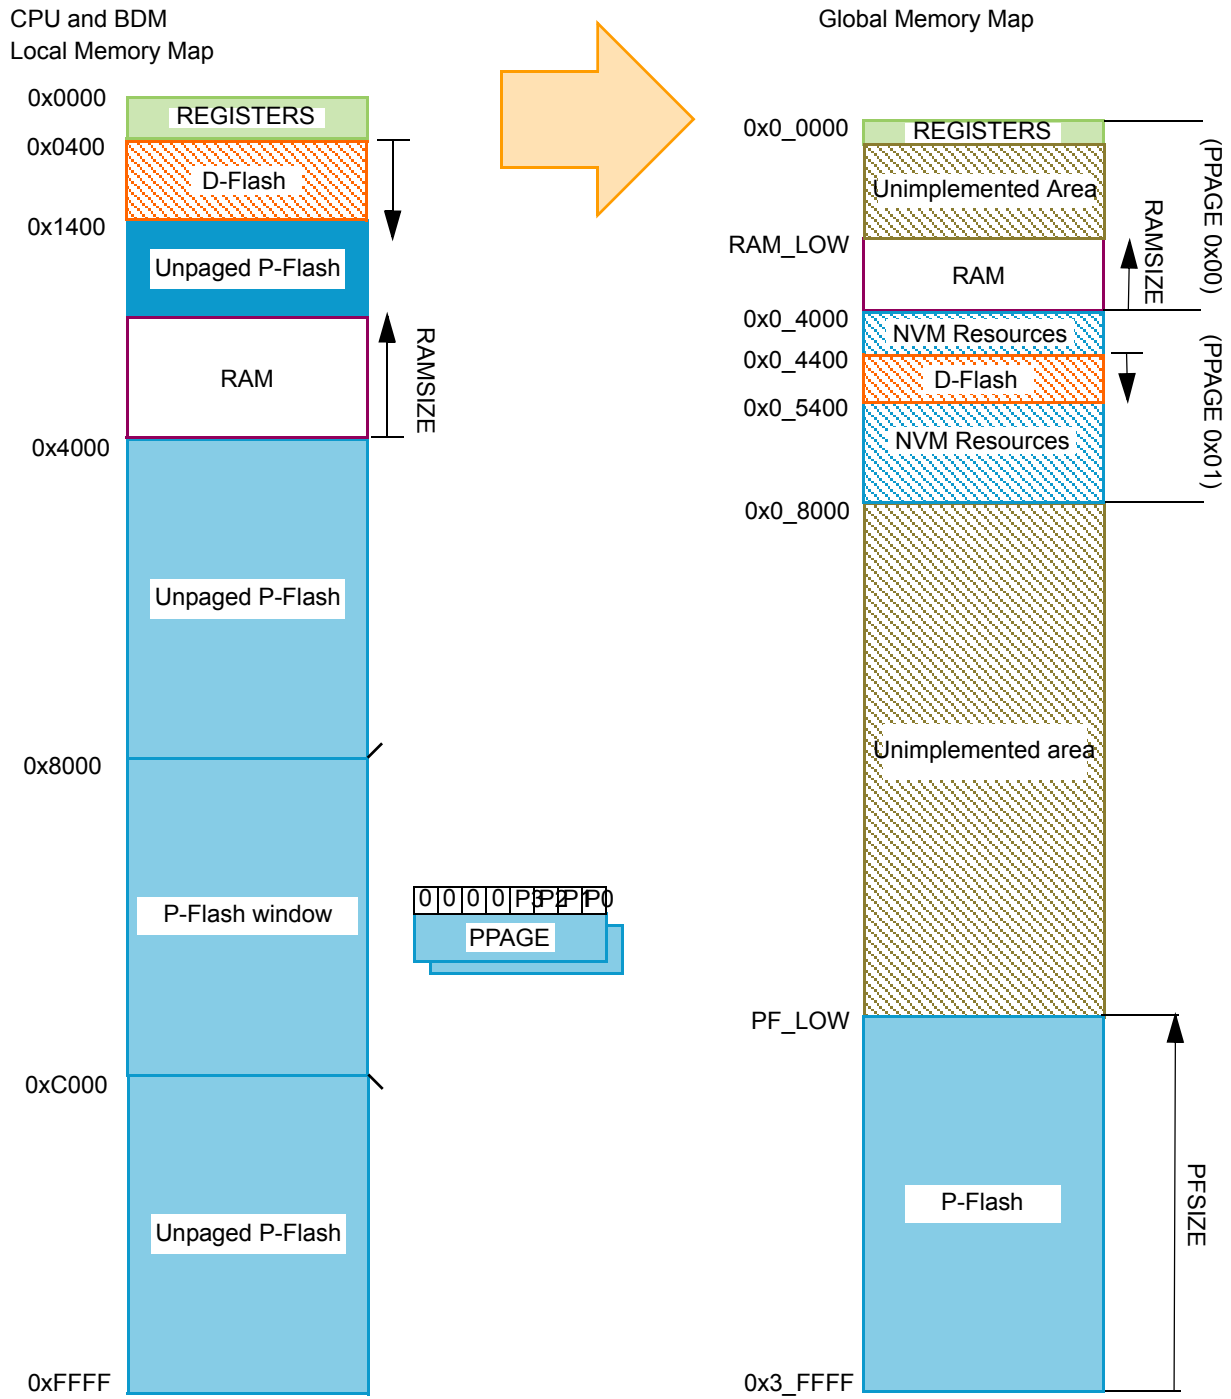 CPU and BDM
Local Memory Map
0x0000
REGISTERS
0x0400
D-Flash
0x1400
Unpaged P-Flash
RAM
RAMSIZE
0x4000
Unpaged P-Flash
0x8000
P-Flash window
0 0 0 0 P3 P2 P1 P0
PPAGE
0xC000
Unpaged P-Flash
0xFFFF
Global Memory Map
0x0_0000
REGISTERS
Unimplemented Area
(PPAGE 0x00)
RAM_LOW
RAM
RAMSIZE
0x0_4000
NVM Resources
0x0_4400
D-Flash
(PPAGE 0x01)
0x0_5400
NVM Resources
0x0_8000
Unimplemented area
PF_LOW
P-Flash
PFSIZE
0x3_FFFF